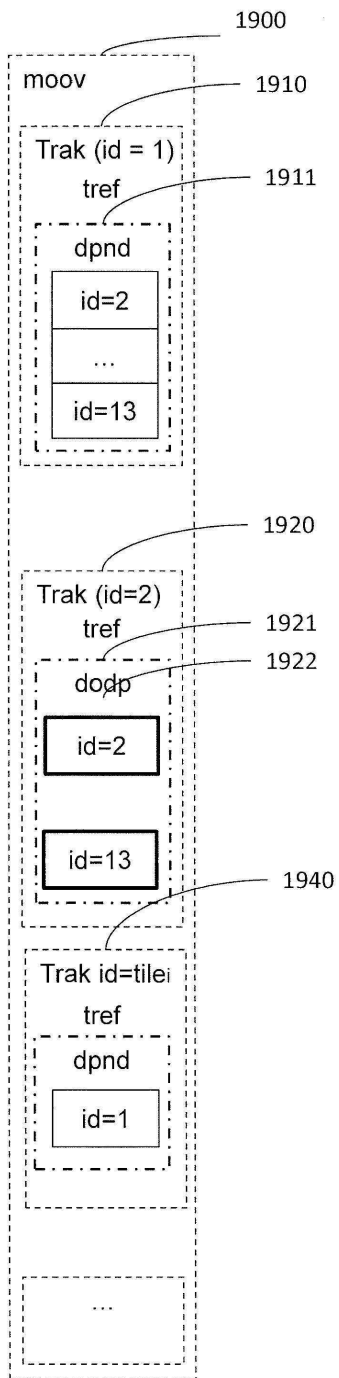 1900
moov
1910
Trak (id = 1)
tref
1911
dpnd
id=2
...
id=13
1920
Trak (id=2)
tref
1921
1922
dodp
id=2
id=13
1940
Trak id=tilei
tref
dpnd
id=1
...